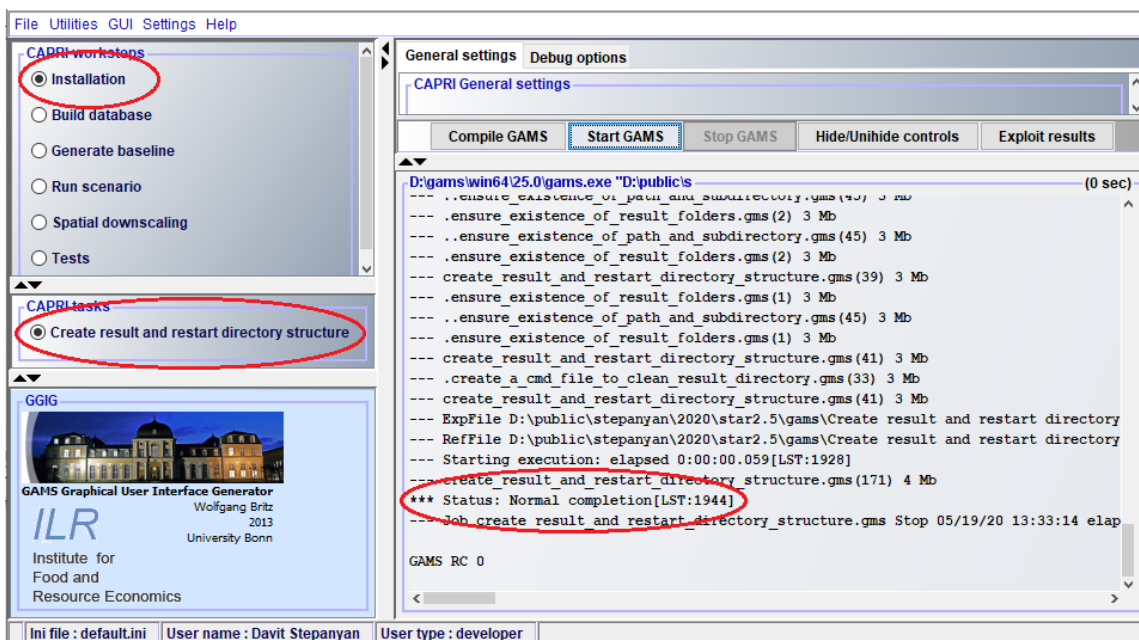 File Utilities GUI Settings Help
CAPRI worksteps
Installation
Build database
Generate baseline
Run scenario
Spatial downscaling
Tests
CAPRI tasks
Create result and restart directory structure
GGIG
GAMS Graphical User Interface Generator
Wolfgang Britz
2013
University Bonn
ILR
Institute for
Food and
Resource Economics
General settings Debug options
CAPRI General settings
Compile GAMS Start GAMS Stop GAMS Hide/Unihide controls Exploit results
D:\gams\win64\25.0\gams.exe "D:\public\s (0 sec)
--- ..ensure_existence_of_path_and_subdirectory.gms(45) 3 Mb
--- .ensure_existence_of_result_folders.gms(2) 3 Mb
--- ..ensure_existence_of_path_and_subdirectory.gms(45) 3 Mb
--- .ensure_existence_of_result_folders.gms(2) 3 Mb
--- create_result_and_restart_directory_structure.gms(39) 3 Mb
--- .ensure_existence_of_result_folders.gms(1) 3 Mb
--- ..ensure_existence_of_path_and_subdirectory.gms(45) 3 Mb
--- .ensure_existence_of_result_folders.gms(1) 3 Mb
--- create_result_and_restart_directory_structure.gms(41) 3 Mb
--- .create_a_cmd_file_to_clean_result_directory.gms(33) 3 Mb
--- create_result_and_restart_directory_structure.gms(41) 3 Mb
--- ExpFile D:\public\stepanyan\2020\star2.5\gams\Create result and restart directory
--- RefFile D:\public\stepanyan\2020\star2.5\gams\Create result and restart directory
--- Starting execution: elapsed 0:00:00.059[LST:1928]
--- create_result_and_restart_directory_structure.gms(171) 4 Mb
*** Status: Normal completion[LST:1944]
--- Job create_result_and_restart_directory_structure.gms Stop 05/19/20 13:33:14 elap
GAMS RC 0
Ini file : default.ini User name : Davit Stepanyan User type : developer